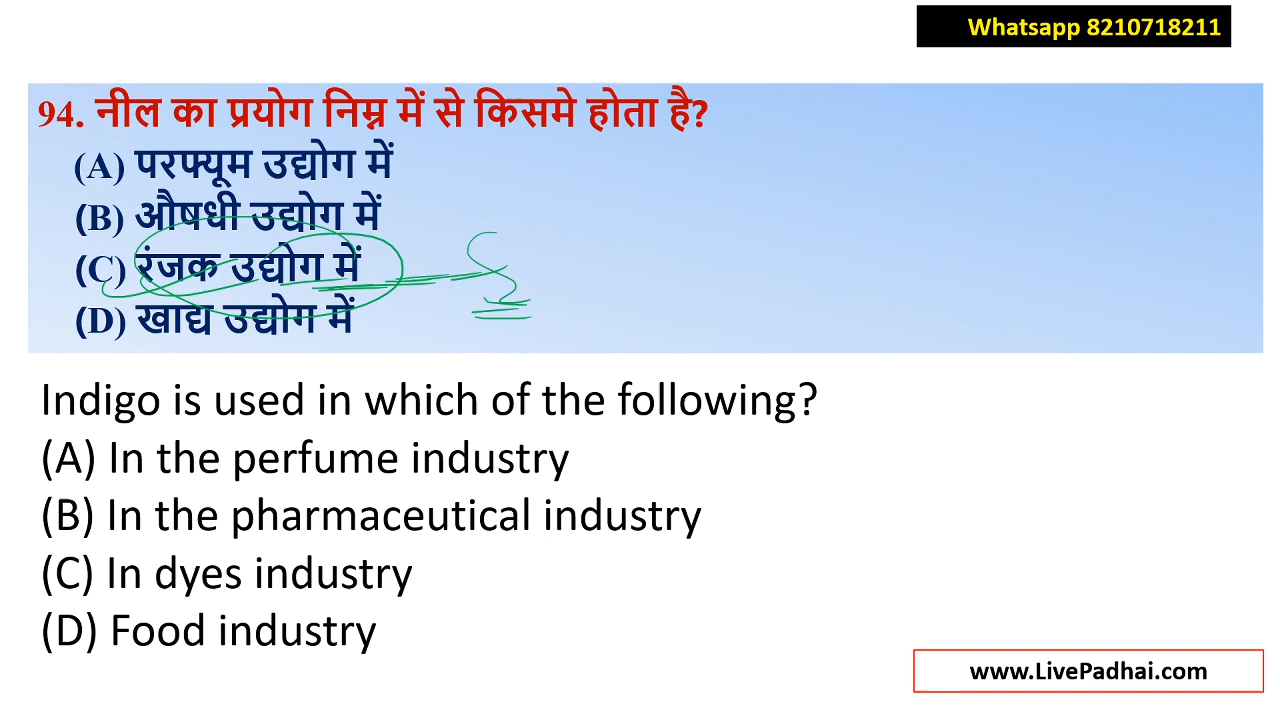 Whatsapp 8210718211
94. नील का प्रयोग निम्न में से किसमे होता है?
(A) परफ्यूम उद्योग में
(B) औषधी उद्योग में
(C) रंजक उद्योग में
(D) खाद्य उद्योग में
Indigo is used in which of the following?
(A) In the perfume industry
(B) In the pharmaceutical industry
(C) In dyes industry
(D) Food industry
www.LivePadhai.com